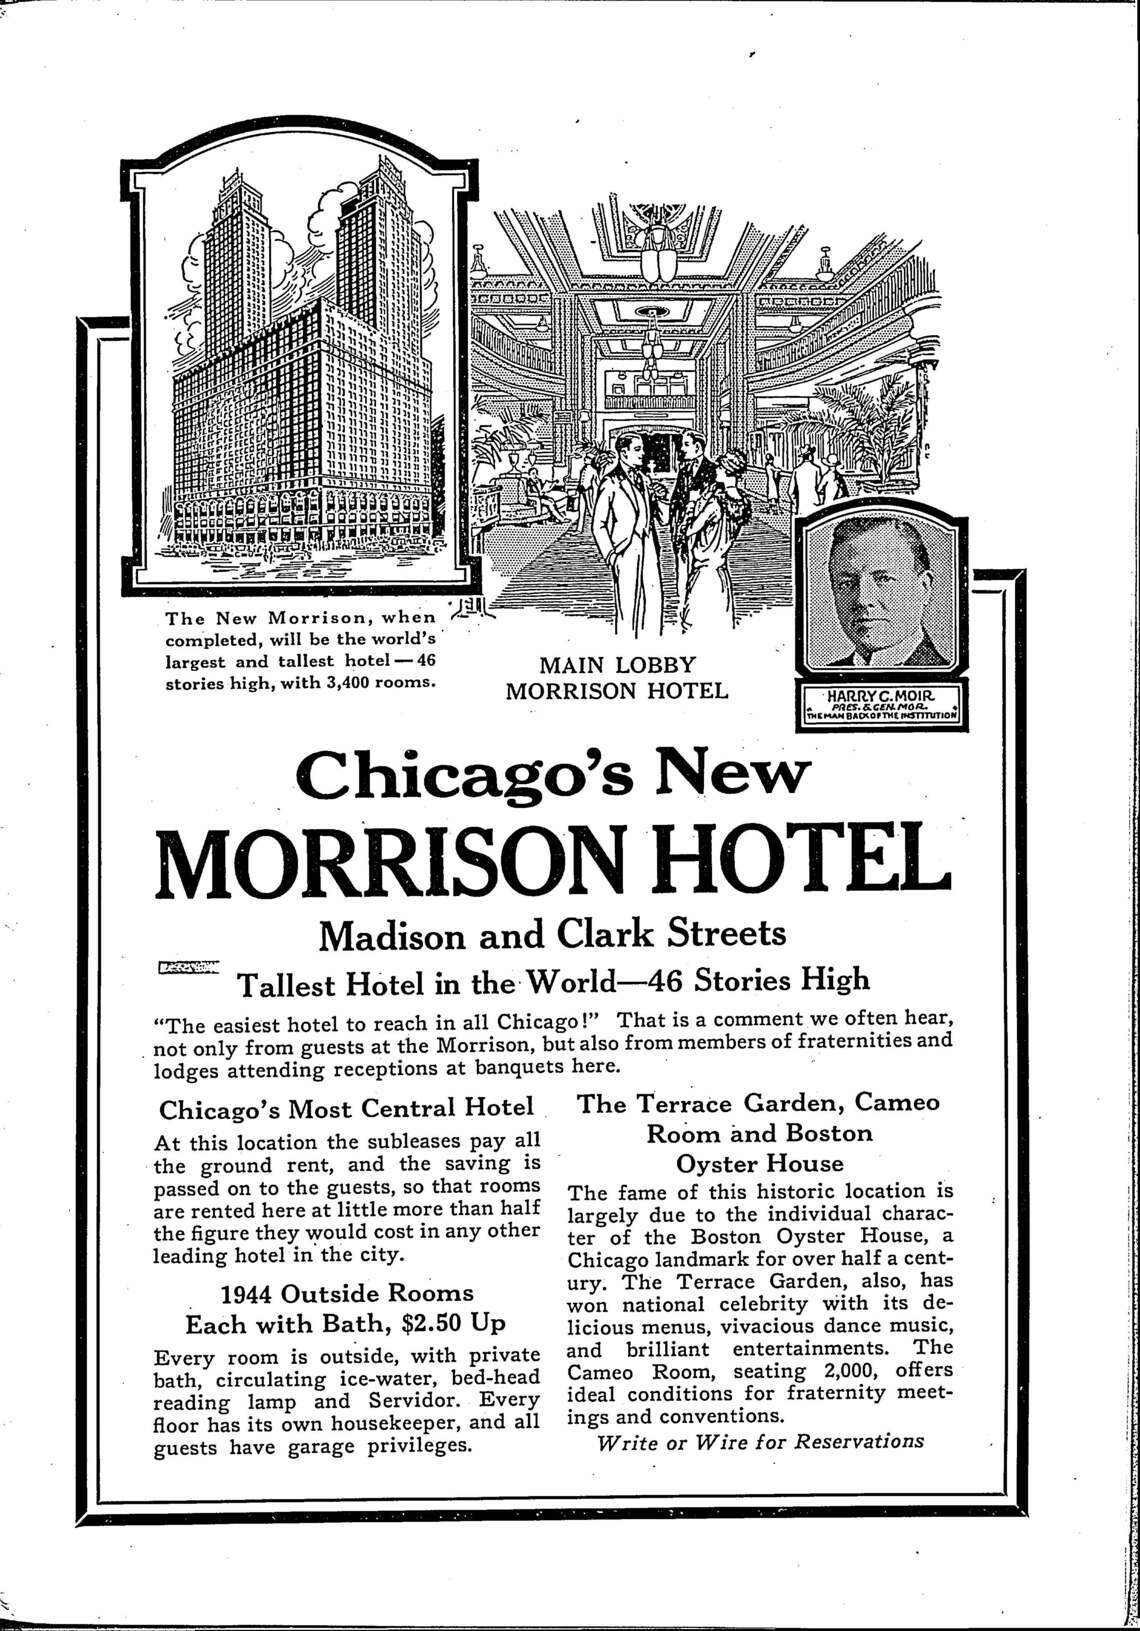 The New Morrison, when
completed, will be the world's
largest and tallest hotel — 46
stories high, with 3,400 rooms.
MAIN LOBBY
MORRISON HOTEL
HARRY C. MOIR
PRES. & GEN. MGR.
THE MAN BACK OF THE INSTITUTION
Chicago's New
MORRISON HOTEL
Madison and Clark Streets
Tallest Hotel in the World—46 Stories High
"The easiest hotel to reach in all Chicago!" That is a comment we often hear,
not only from guests at the Morrison, but also from members of fraternities and
lodges attending receptions at banquets here.
Chicago's Most Central Hotel
At this location the subleases pay all
the ground rent, and the saving is
passed on to the guests, so that rooms
are rented here at little more than half
the figure they would cost in any other
leading hotel in the city.
1944 Outside Rooms
Each with Bath, $2.50 Up
Every room is outside, with private
bath, circulating ice-water, bed-head
reading lamp and Servidor. Every
floor has its own housekeeper, and all
guests have garage privileges.
The Terrace Garden, Cameo
Room and Boston
Oyster House
The fame of this historic location is
largely due to the individual charac-
ter of the Boston Oyster House, a
Chicago landmark for over half a cent-
ury. The Terrace Garden, also, has
won national celebrity with its de-
licious menus, vivacious dance music,
and brilliant entertainments. The
Cameo Room, seating 2,000, offers
ideal conditions for fraternity meet-
ings and conventions.
Write or Wire for Reservations